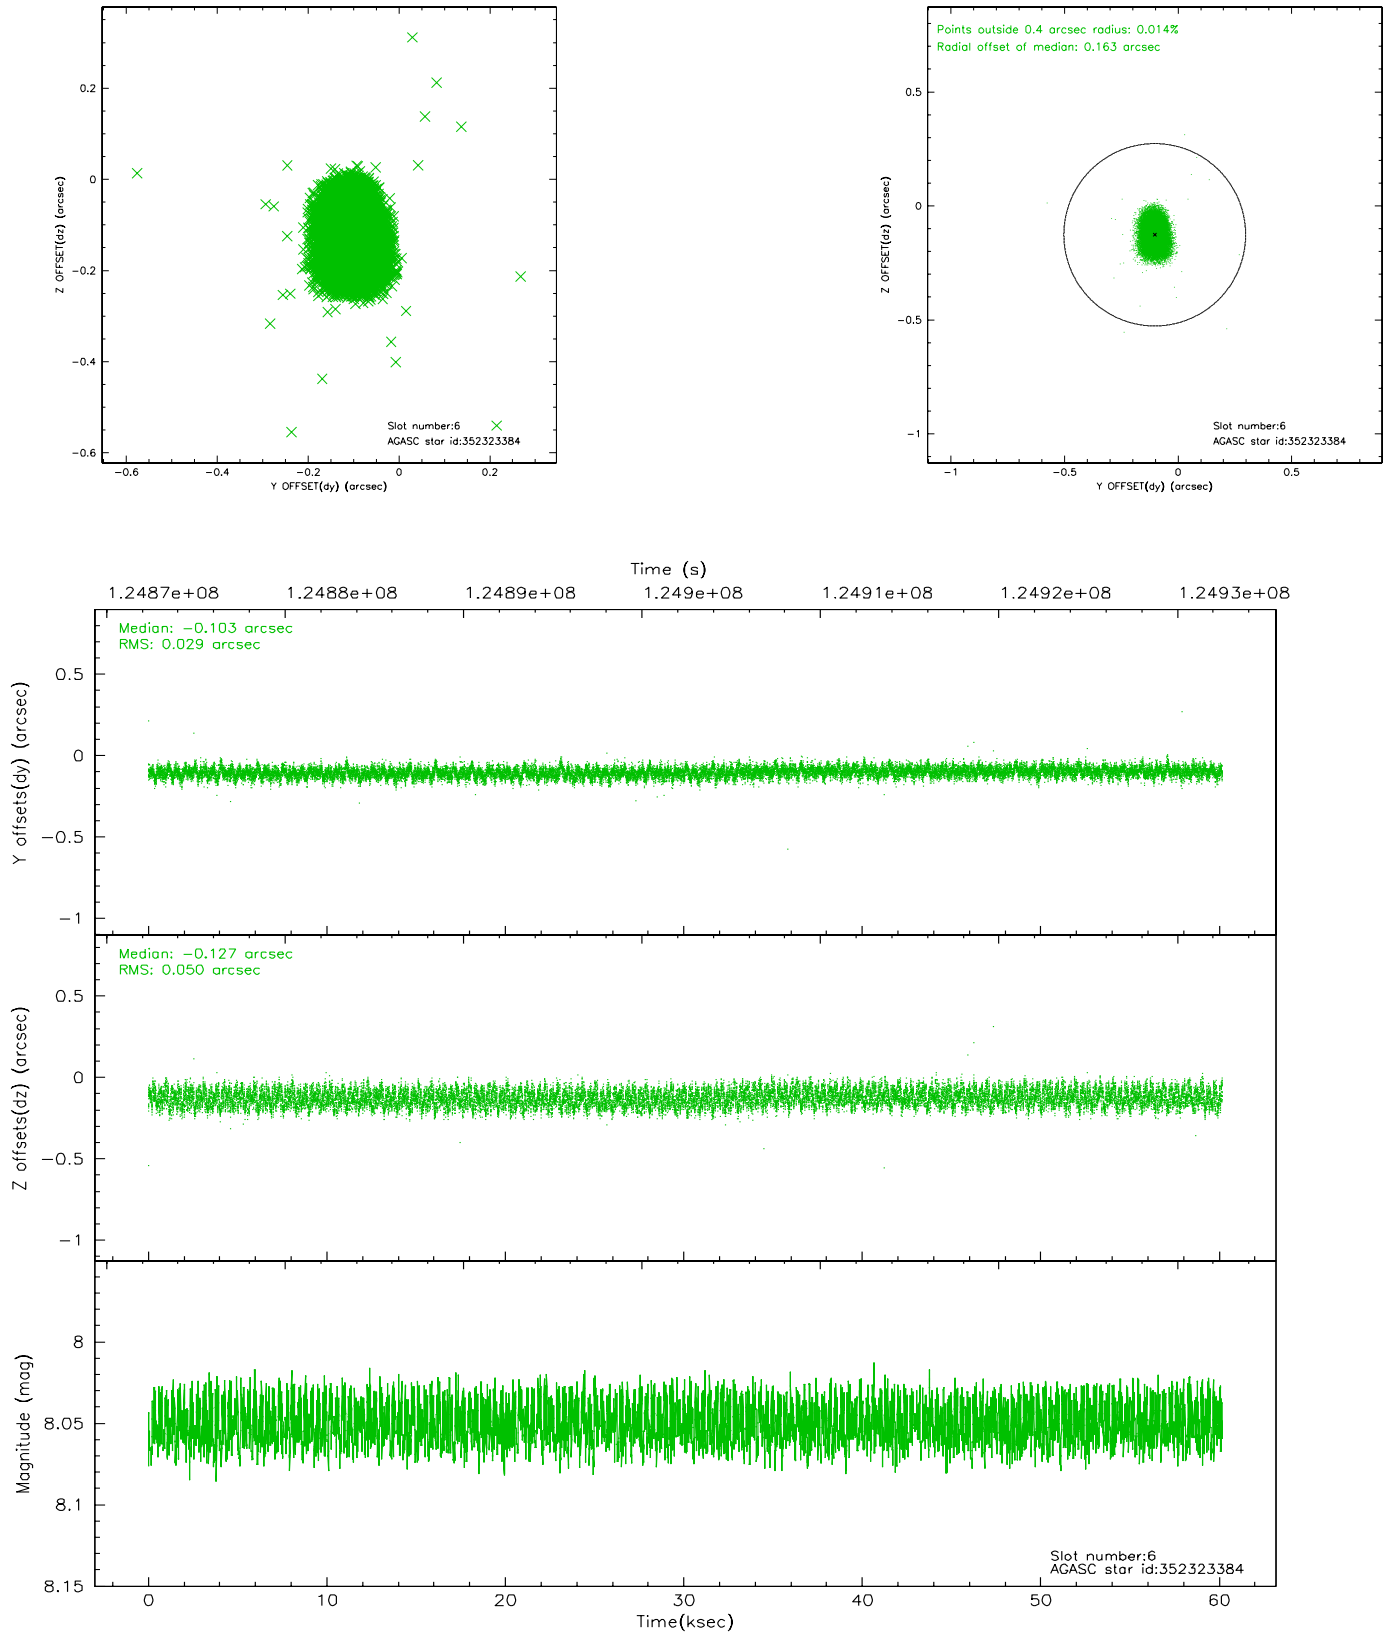 0.2
0
−0.2
−0.4
−0.6
Z OFFSET(dz) (arcsec)
−0.6
−0.4
−0.2
0
0.2
Y OFFSET(dy) (arcsec)
Slot number:6
AGASC star id:352323384
Points outside 0.4 arcsec radius: 0.014%
Radial offset of median: 0.163 arcsec
0.5
0
−0.5
−1
Z OFFSET(dz) (arcsec)
−1
−0.5
0
0.5
Y OFFSET(dy) (arcsec)
Slot number:6
AGASC star id:352323384
Time (s)
1.2487e+08
1.2488e+08
1.2489e+08
1.249e+08
1.2491e+08
1.2492e+08
1.2493e+08
Median: −0.103 arcsec
RMS: 0.029 arcsec
0.5
0
−0.5
−1
Y offsets(dy) (arcsec)
Median: −0.127 arcsec
RMS: 0.050 arcsec
0.5
0
−0.5
−1
Z offsets(dz) (arcsec)
8
8.05
8.1
8.15
Magnitude (mag)
Slot number:6
AGASC star id:352323384
0
10
20
30
40
50
60
Time(ksec)